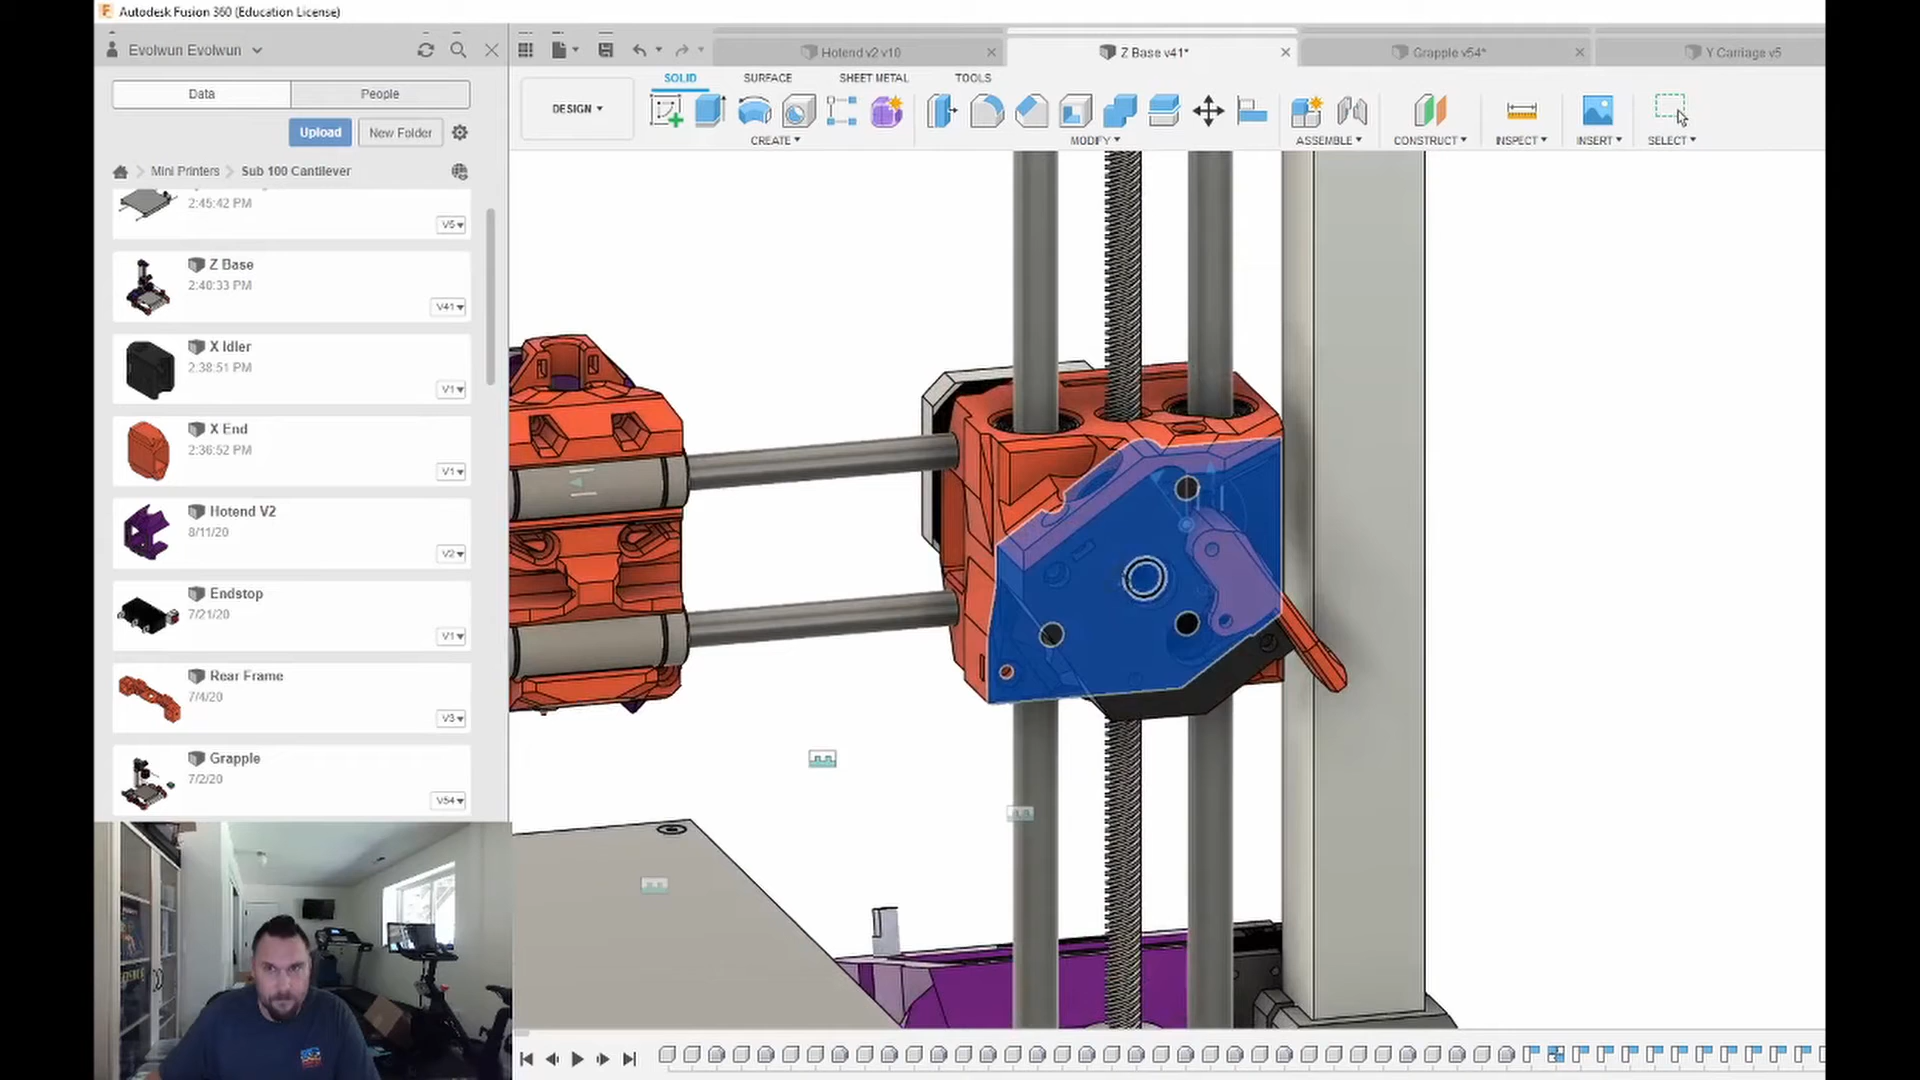 Autodesk Fusion 360 (Education License)
Evolwun Evolwun
Hotend v2 v10
Z Base v41*
Grapple v54*
Y Carriage v5
SOLID
SURFACE
SHEET METAL
TOOLS
Data
People
DESIGN
Upload
New Folder
CREATE
MODIFY
ASSEMBLE
CONSTRUCT
INSPECT
INSERT
SELECT
Mini Printers
Sub 100 Cantilever
2:45:42 PM
V5
Z Base
2:40:33 PM
V41
X Idler
2:38:51 PM
V1
X End
2:36:52 PM
V1
Hotend V2
8/11/20
V2
Endstop
7/21/20
V1
Rear Frame
7/4/20
V3
Grapple
7/2/20
V54